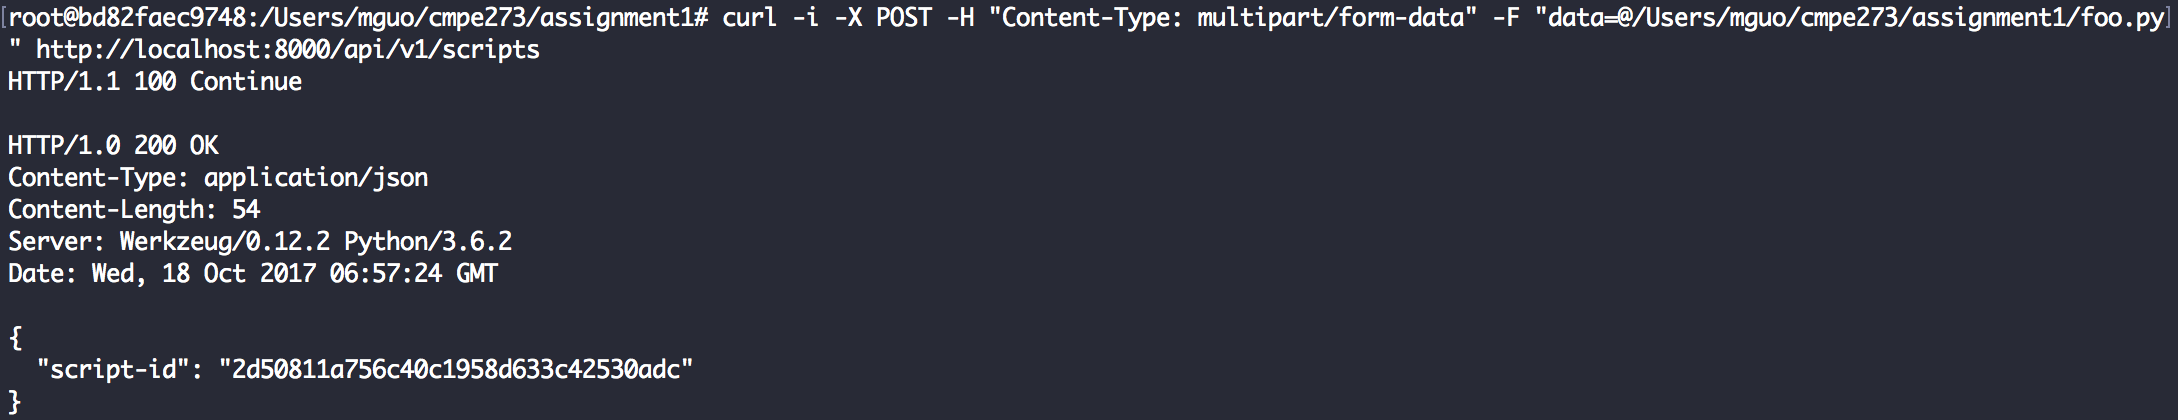 [root@bd82faec9748:/Users/mguo/cmpe273/assignment1# curl -i -X POST -H "Content-Type: multipart/form-data" -F "data=@/Users/mguo/cmpe273/assignment1/foo.py]
" http://localhost:8000/api/v1/scripts
HTTP/1.1 100 Continue
HTTP/1.0 200 OK
Content-Type: application/json
Content-Length: 54
Server: Werkzeug/0.12.2 Python/3.6.2
Date: Wed, 18 Oct 2017 06:57:24 GMT
{
  "script-id": "2d50811a756c40c1958d633c42530adc"
}